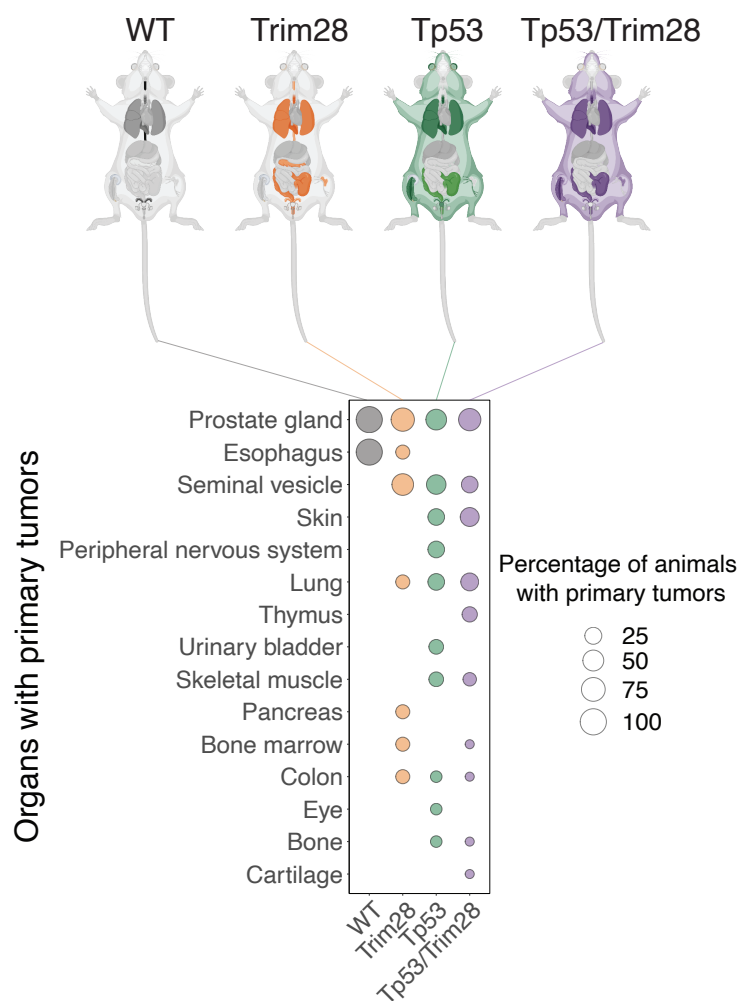 WT
Trim28
Tp53
Tp53/Trim28
Organs with primary tumors
Prostate gland
Esophagus
Seminal vesicle
Skin
Peripheral nervous system
Lung
Thymus
Urinary bladder
Skeletal muscle
Pancreas
Bone marrow
Colon
Eye
Bone
Cartilage
WT
Trim28
Tp53
Tp53/Trim28
Percentage of animals
with primary tumors
25
50
75
100